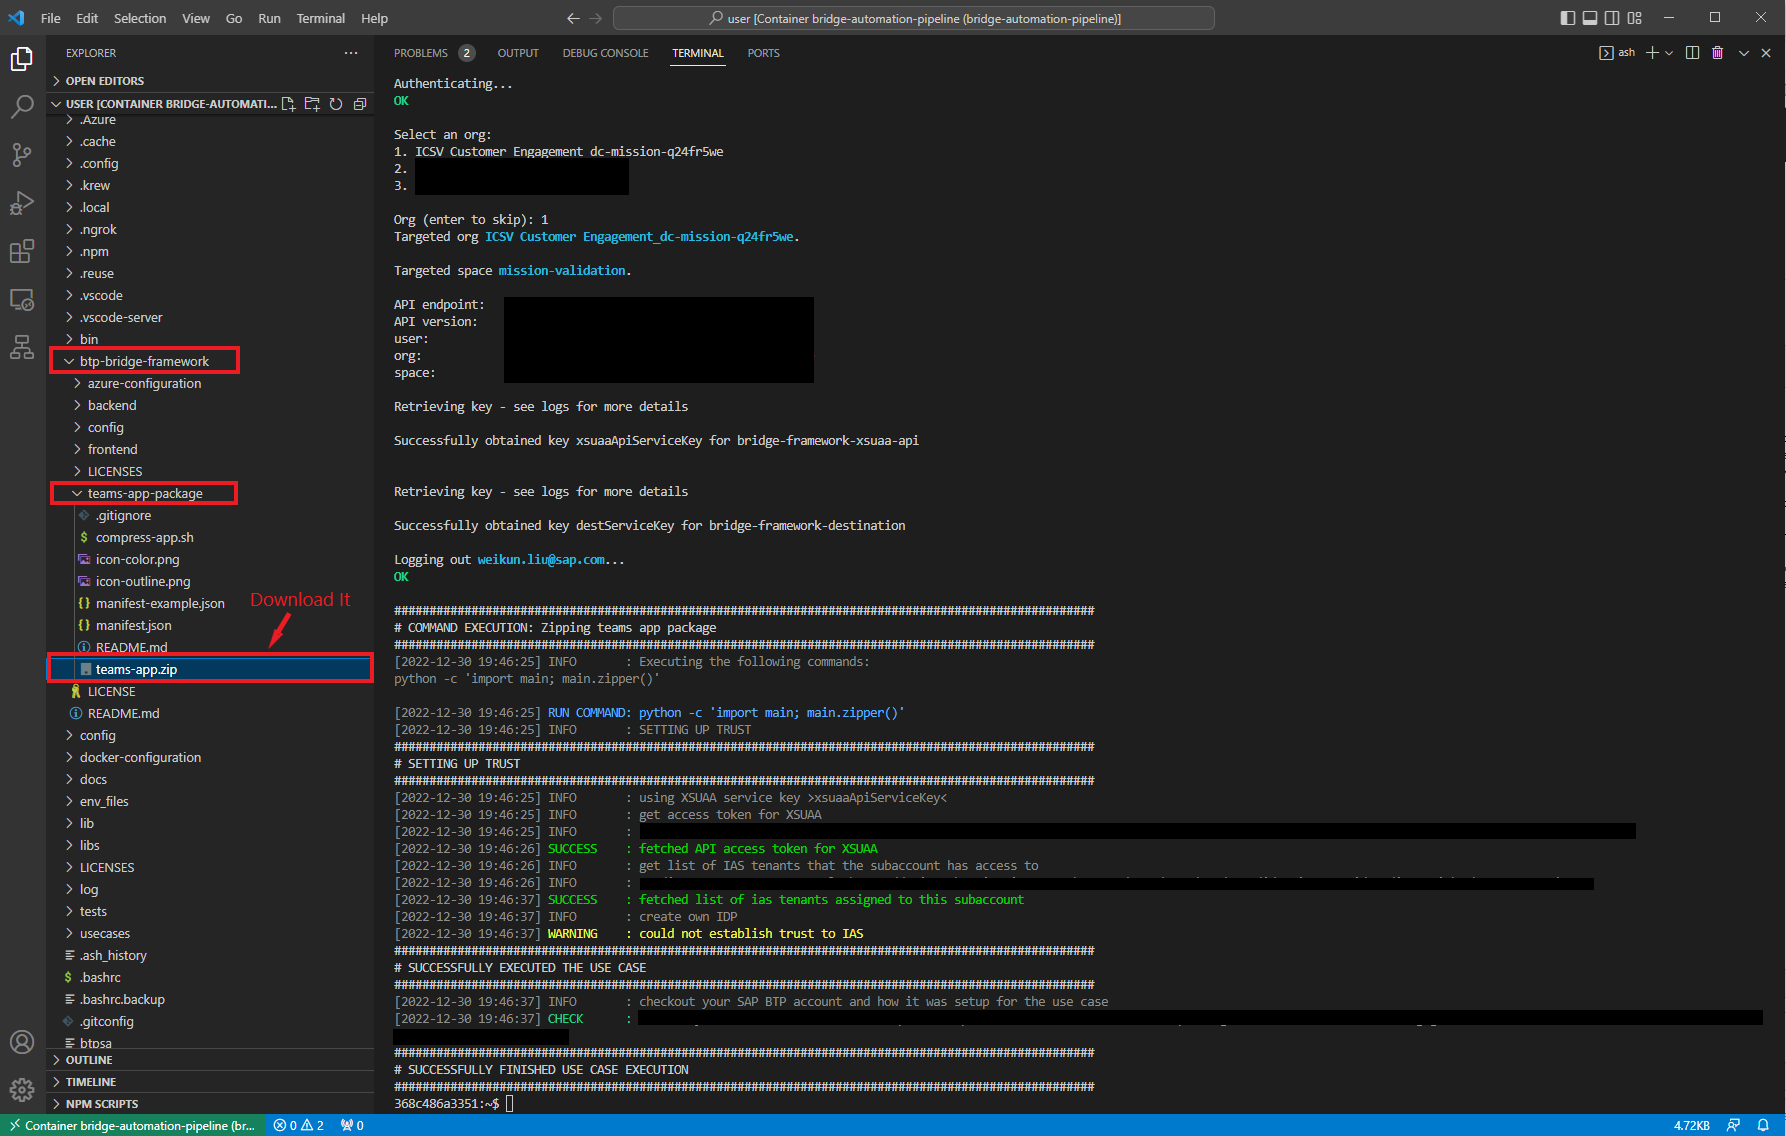 File Edit Selection View Go Run Terminal Help
user [Container bridge-automation-pipeline (bridge-automation-pipeline)]
EXPLORER
OPEN EDITORS
USER [CONTAINER BRIDGE-AUTOMATI...
.Azure
.cache
.config
.krew
.local
.ngrok
.npm
.reuse
.vscode
.vscode-server
bin
btp-bridge-framework
azure-configuration
backend
config
frontend
LICENSES
teams-app-package
.gitignore
$ compress-app.sh
icon-color.png
icon-outline.png
{} manifest-example.json
Download It
{} manifest.json
README.md
teams-app.zip
LICENSE
README.md
config
docker-configuration
docs
env_files
lib
libs
LICENSES
log
tests
usecases
.ash_history
$ .bashrc
.bashrc.backup
.gitconfig
btpsa
OUTLINE
TIMELINE
NPM SCRIPTS
PROBLEMS 2 OUTPUT DEBUG CONSOLE TERMINAL PORTS
ash
Authenticating...
OK
Select an org:
1. ICSV Customer Engagement_dc-mission-q24fr5we
2.
3.
Org (enter to skip): 1
Targeted org ICSV Customer Engagement_dc-mission-q24fr5we.
Targeted space mission-validation.
API endpoint:
API version:
user:
org:
space:
Retrieving key - see logs for more details
Successfully obtained key xsuaaApiServiceKey for bridge-framework-xsuaa-api
Retrieving key - see logs for more details
Successfully obtained key destServiceKey for bridge-framework-destination
Logging out weikun.liu@sap.com...
OK
####################################################################################################
# COMMAND EXECUTION: Zipping teams app package
####################################################################################################
[2022-12-30 19:46:25] INFO : Executing the following commands:
python -c 'import main; main.zipper()'
[2022-12-30 19:46:25] RUN COMMAND: python -c 'import main; main.zipper()'
[2022-12-30 19:46:25] INFO : SETTING UP TRUST
####################################################################################################
# SETTING UP TRUST
####################################################################################################
[2022-12-30 19:46:25] INFO : using XSUAA service key >xsuaaApiServiceKey<
[2022-12-30 19:46:25] INFO : get access token for XSUAA
[2022-12-30 19:46:25] INFO :
[2022-12-30 19:46:26] SUCCESS : fetched API access token for XSUAA
[2022-12-30 19:46:26] INFO : get list of IAS tenants that the subaccount has access to
[2022-12-30 19:46:26] INFO :
[2022-12-30 19:46:37] SUCCESS : fetched list of ias tenants assigned to this subaccount
[2022-12-30 19:46:37] INFO : create own IDP
[2022-12-30 19:46:37] WARNING : could not establish trust to IAS
####################################################################################################
# SUCCESSFULLY EXECUTED THE USE CASE
####################################################################################################
[2022-12-30 19:46:37] INFO : checkout your SAP BTP account and how it was setup for the use case
[2022-12-30 19:46:37] CHECK :
####################################################################################################
# SUCCESSFULLY FINISHED USE CASE EXECUTION
####################################################################################################
368c486a3351:~$
Container bridge-automation-pipeline (br... 0 2 0 4.72KB